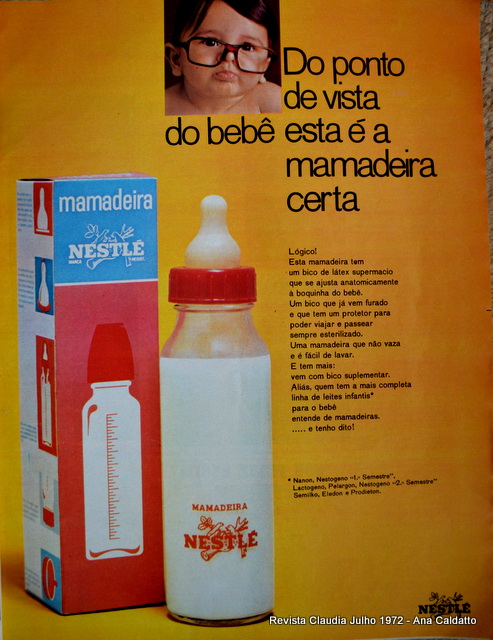 Do ponto
de vista
do bebê esta é a
mamadeira
certa
mamadeira
NESTLÉ
Lógico!
Esta mamadeira tem
um bico de látex supermacio
que se ajusta anatomicamente
à boquinha do bebê.
Um bico que já vem furado
e que tem um protetor para
poder viajar e passear
sempre esterilizado.
Uma mamadeira que não vaza
e é fácil de lavar.
E tem mais:
vem com bico suplementar.
Aliás, quem tem a mais completa
linha de leites infantis*
para o bebê
entende de mamadeiras.
..... e tenho dito!
* Nanon, Nestogeno «1.º Semestre",
Lactogeno, Pelargon, Nestogeno «2.º Semestre"
Semilko, Eledon e Prodieton.
MAMADEIRA
NESTLÉ
NESTLÉ
Revista Claudia Julho 1972 - Ana Caldatto